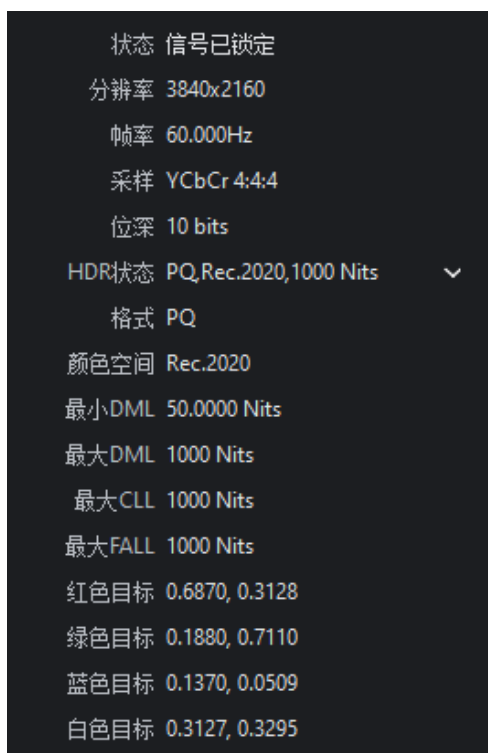 状态 信号已锁定
分辨率 3840x2160
帧率 60.000Hz
采样 YCbCr 4:4:4
位深 10 bits
HDR状态 PQ,Rec.2020,1000 Nits
格式 PQ
颜色空间 Rec.2020
最小DML 50.0000 Nits
最大DML 1000 Nits
最大CLL 1000 Nits
最大FALL 1000 Nits
红色目标 0.6870, 0.3128
绿色目标 0.1880, 0.7110
蓝色目标 0.1370, 0.0509
白色目标 0.3127, 0.3295